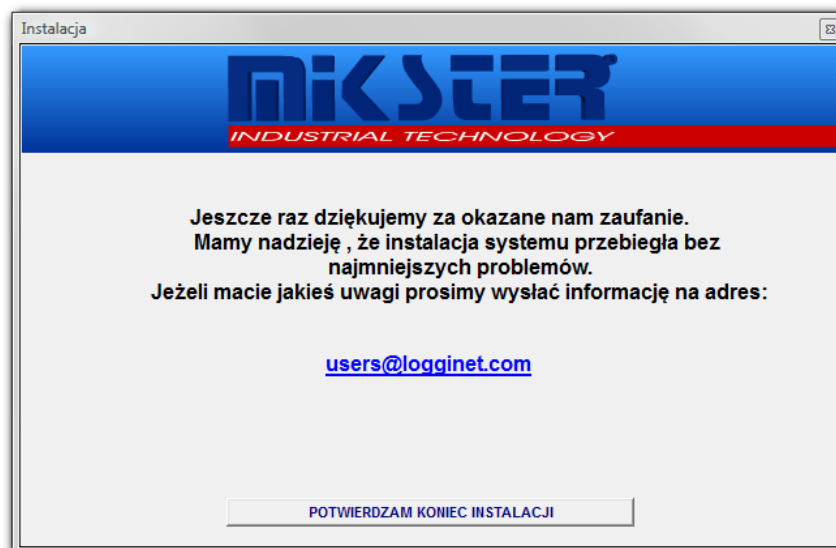 Instalacja
MIKSTER
INDUSTRIAL TECHNOLOGY
Jeszcze raz dziękujemy za okazane nam zaufanie.
Mamy nadzieję , że instalacja systemu przebiegła bez
najmniejszych problemów.
Jeżeli macie jakieś uwagi prosimy wysłać informację na adres:
users@logginet.com
POTWIERDZAM KONIEC INSTALACJI